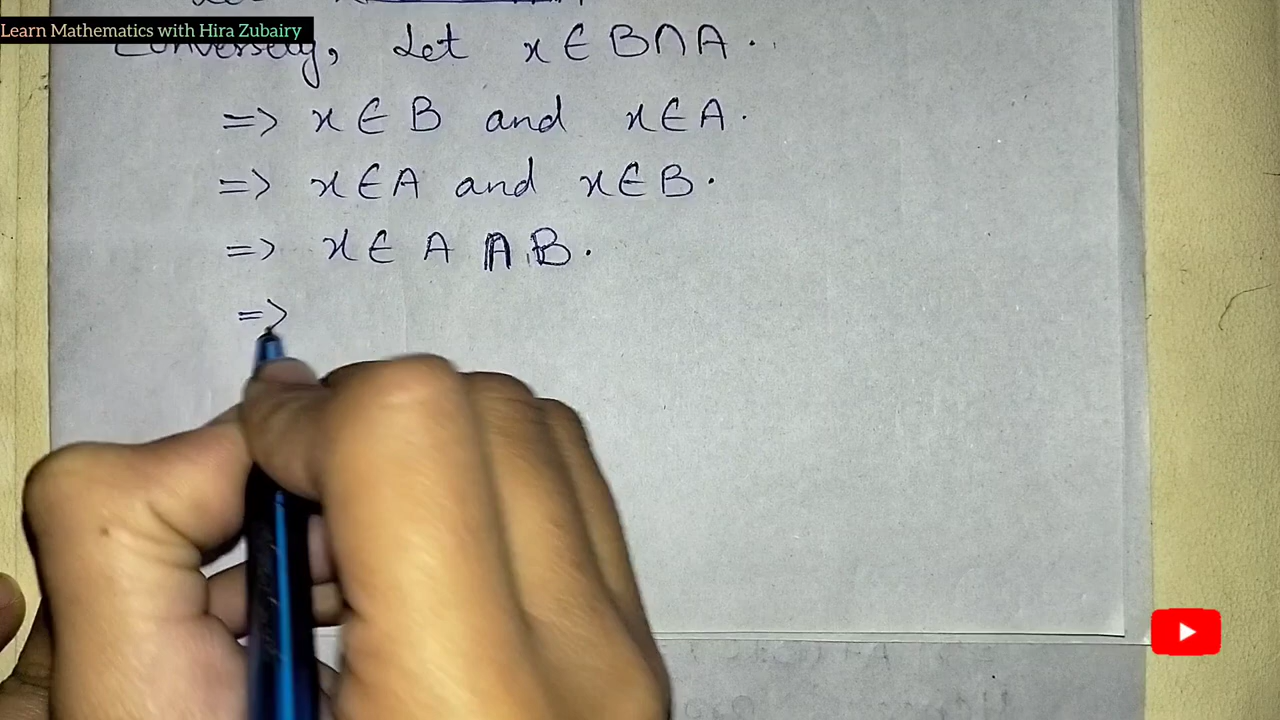 Learn Mathematics with Hira Zubairy
Conversely, Let x ∈ B∩A.
=> x ∈ B and x ∈ A.
=> x ∈ A and x ∈ B.
=> x ∈ A ∩ B.
=>